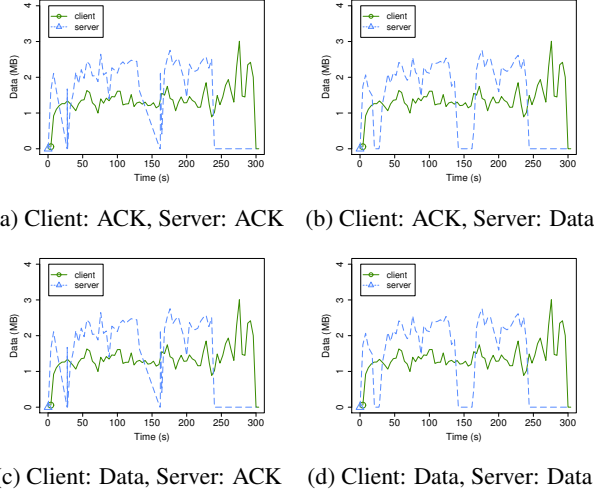 client
server
Data (MB)
0 1 2 3 4
0 50 100 150 200 250 300
Time (s)
client
server
Data (MB)
0 1 2 3 4
0 50 100 150 200 250 300
Time (s)
a) Client: ACK, Server: ACK
(b) Client: ACK, Server: Data
client
server
Data (MB)
0 1 2 3 4
0 50 100 150 200 250 300
Time (s)
client
server
Data (MB)
0 1 2 3 4
0 50 100 150 200 250 300
Time (s)
(c) Client: Data, Server: ACK
(d) Client: Data, Server: Data